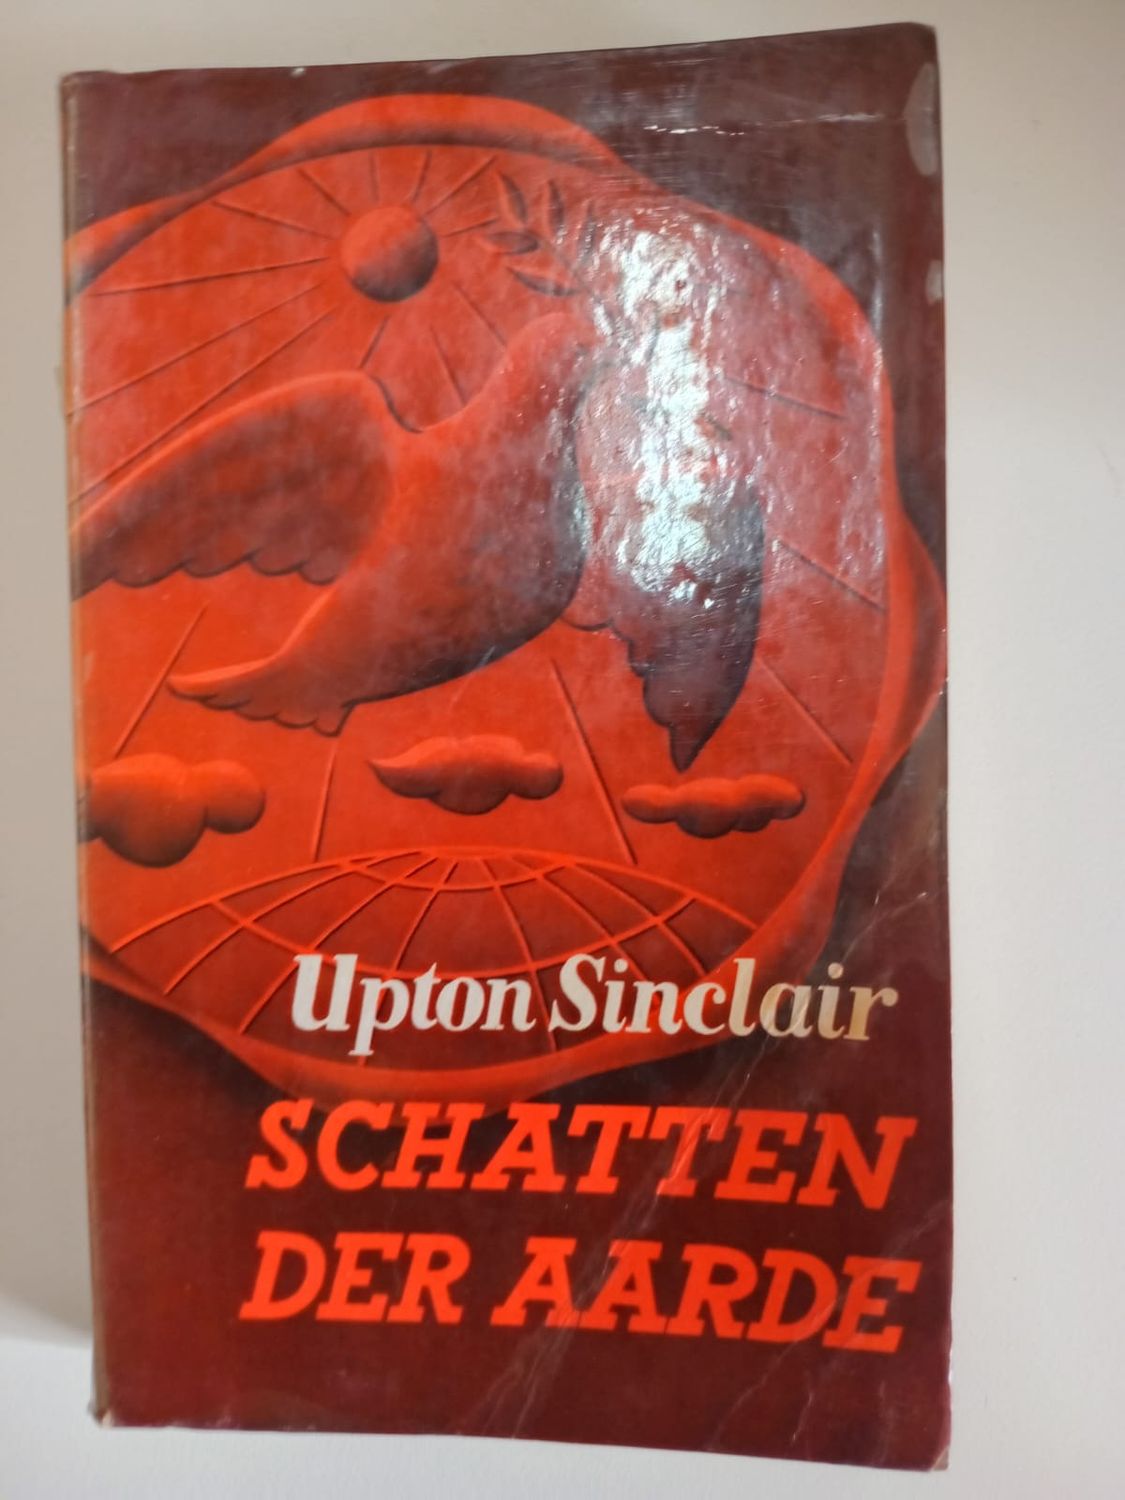 Upton Sinclair
SCHATTEN
DER AARDE